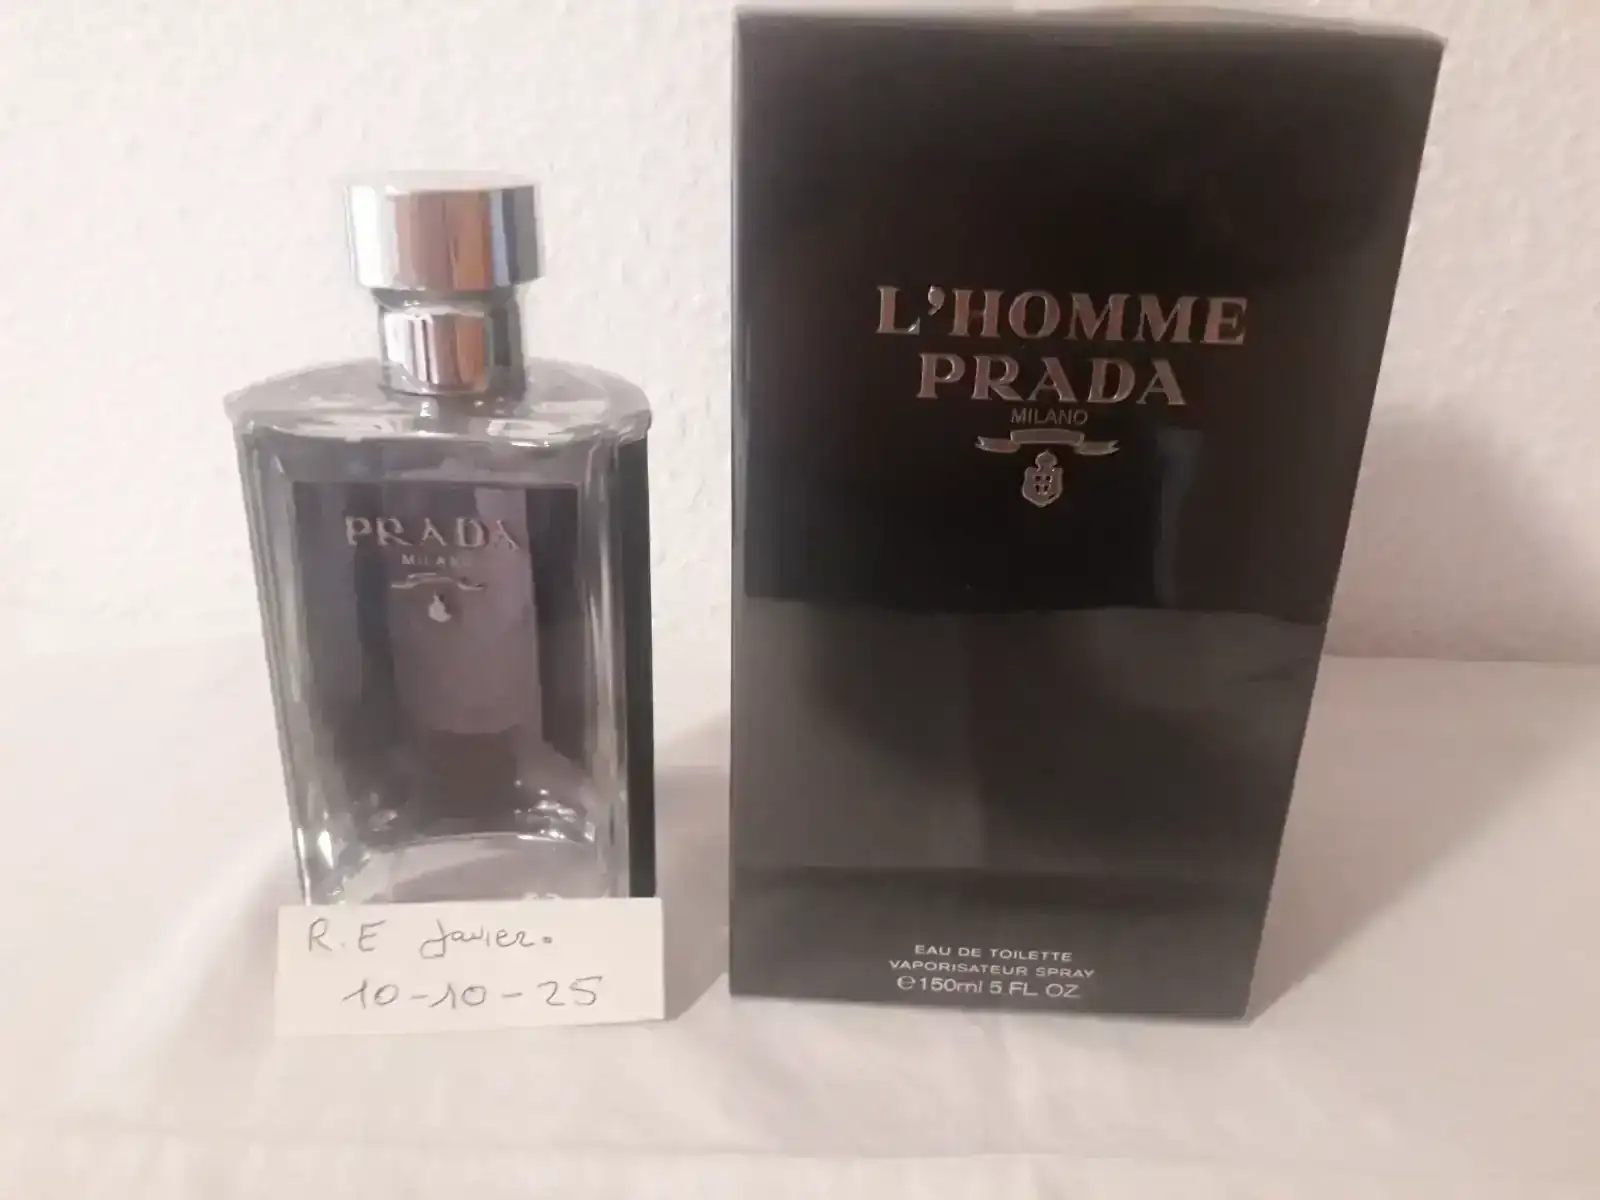 PRADA
MILANO
R.E Javier.
10-10-25
L'HOMME
PRADA
MILANO
EAU DE TOILETTE
VAPORISATEUR SPRAY
℮150ml 5 FL OZ